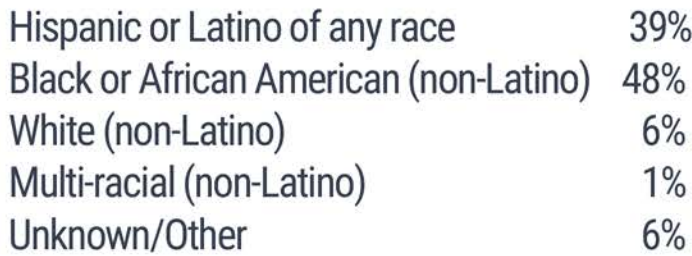 Hispanic or Latino of any race 39%
Black or African American (non-Latino) 48%
White (non-Latino) 6%
Multi-racial (non-Latino) 1%
Unknown/Other 6%